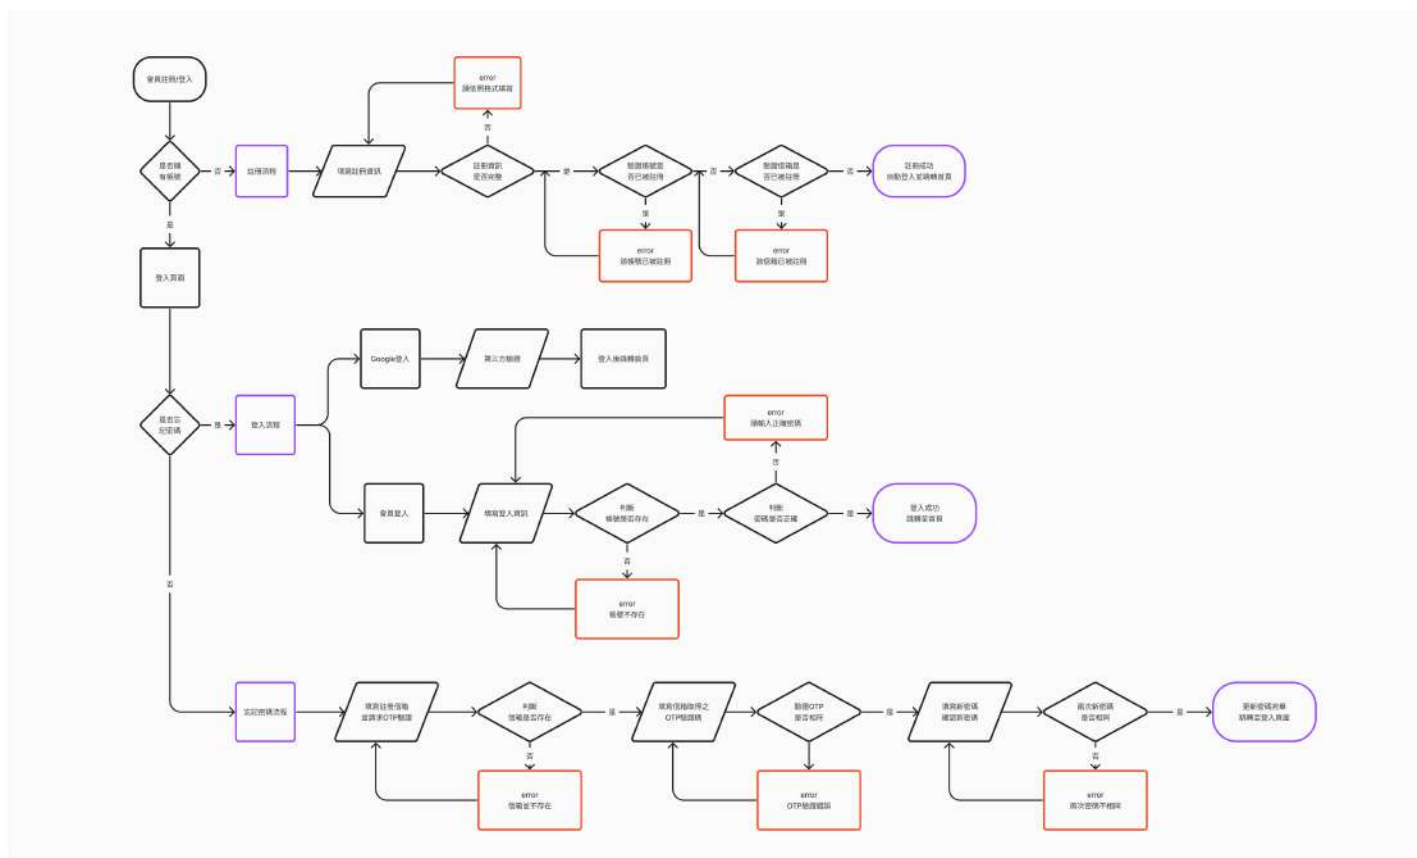 會員註冊/登入
error
請依照格式填寫
否
是否擁
有帳號
否
註冊流程
填寫註冊資訊
註冊資訊
是否完整
是
驗證帳號是
否已被註冊
否
驗證信箱是
否已被註冊
否
註冊成功
自動登入並跳轉首頁
是
是
是
error
該帳號已被註冊
error
該信箱已被註冊
登入頁面
Google登入
第三方驗證
登入後跳轉首頁
是否忘
記密碼
是
登入流程
error
請輸入正確密碼
否
會員登入
填寫登入資訊
判斷
帳號是否存在
是
判斷
密碼是否正確
是
登入成功
跳轉至首頁
否
否
error
帳號不存在
忘記密碼流程
填寫註冊信箱
並請求OTP驗證
判斷
信箱是否存在
是
填寫信箱取得之
OTP驗證碼
驗證OTP
是否相符
是
填寫新密碼
確認新密碼
兩次新密碼
是否相同
是
更新密碼完畢
跳轉至登入頁面
否
否
error
信箱並不存在
error
OTP驗證錯誤
error
兩次密碼不相同